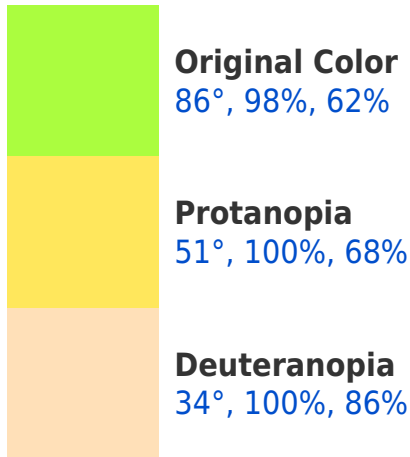 Original Color
86°, 98%, 62%
Protanopia
51°, 100%, 68%
Deuteranopia
34°, 100%, 86%